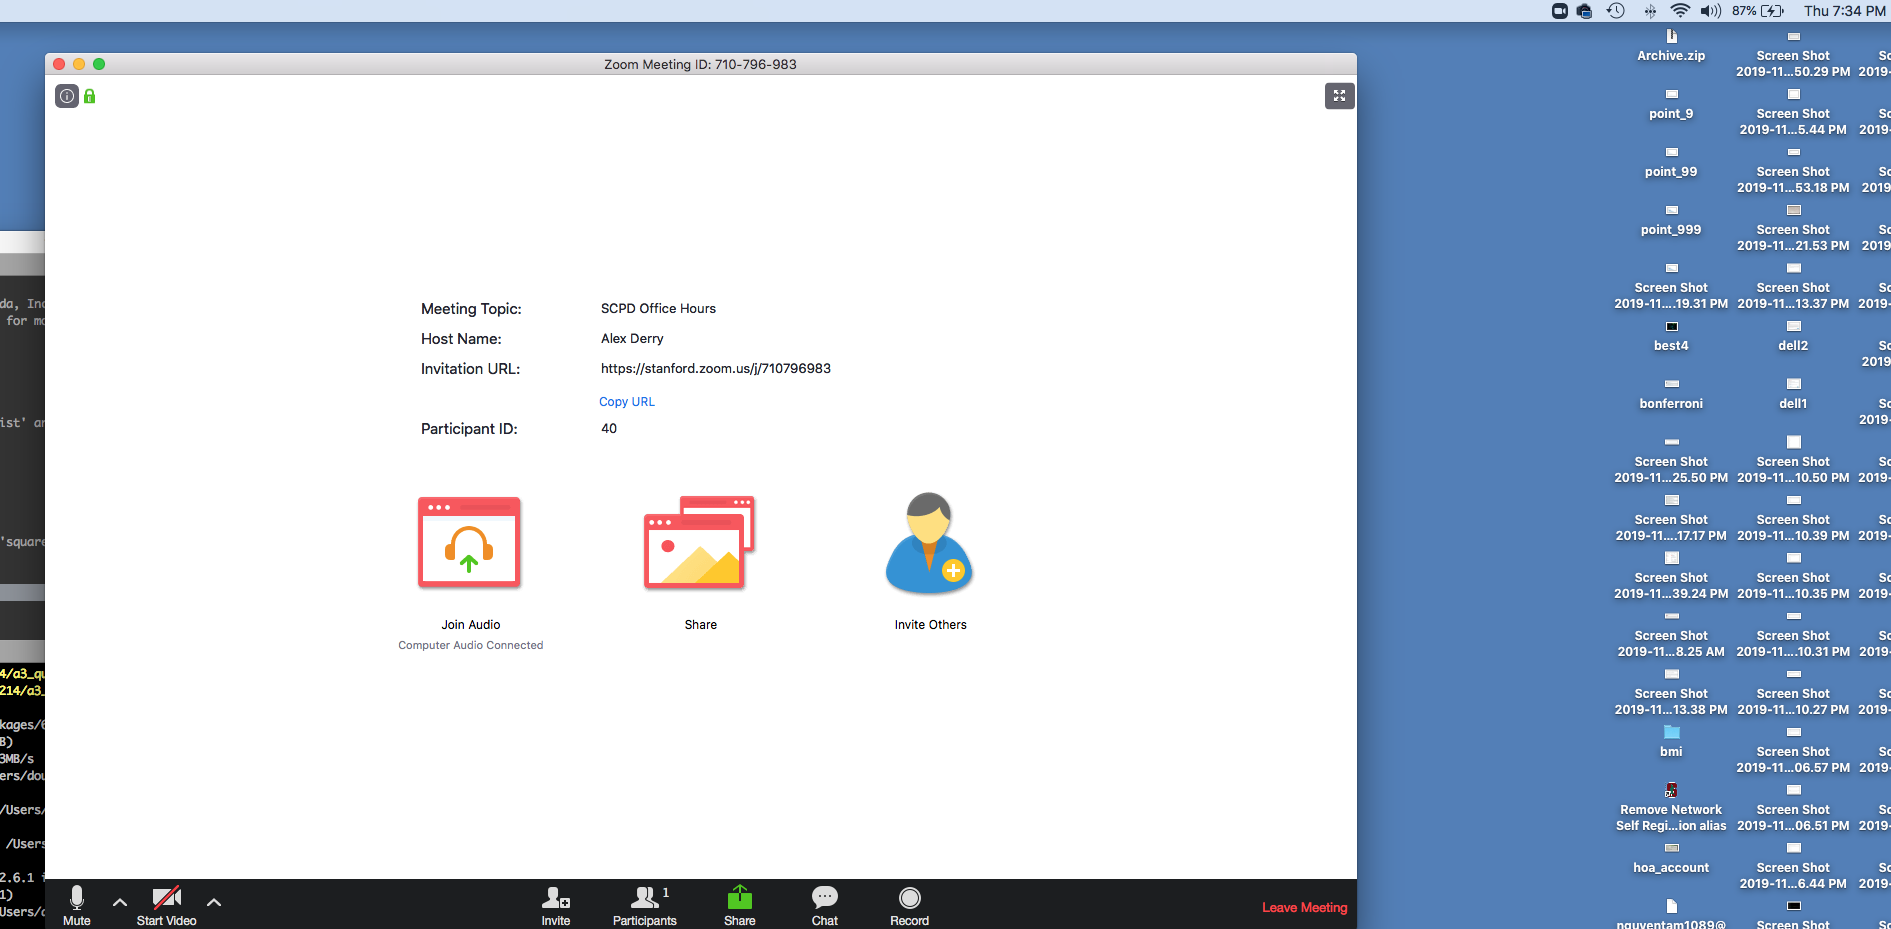 87% Thu 7:34 PM
Zoom Meeting ID: 710-796-983
Meeting Topic: SCPD Office Hours
Host Name: Alex Derry
Invitation URL: https://stanford.zoom.us/j/710796983
Copy URL
Participant ID: 40
Join Audio
Computer Audio Connected
Share
Invite Others
Mute
Start Video
Invite
Participants 1
Share
Chat
Record
Leave Meeting
da, Inc
for mo
ist' an
'square
4/a3_qu
214/a3_
kages/6
B)
3MB/s
ers/dou
/Users/
/Users
2.6.1 f
1)
Users/d
Archive.zip
point_9
point_99
point_999
Screen Shot
2019-11....19.31 PM
best4
bonferroni
Screen Shot
2019-11...25.50 PM
Screen Shot
2019-11....17.17 PM
Screen Shot
2019-11...39.24 PM
Screen Shot
2019-11...8.25 AM
Screen Shot
2019-11...13.38 PM
bmi
Remove Network
Self Regi...ion alias
hoa_account
nguyentam1089@
Screen Shot
2019-11...50.29 PM
Screen Shot
2019-11...5.44 PM
Screen Shot
2019-11...53.18 PM
Screen Shot
2019-11...21.53 PM
Screen Shot
2019-11...13.37 PM
dell2
dell1
Screen Shot
2019-11...10.50 PM
Screen Shot
2019-11...10.39 PM
Screen Shot
2019-11...10.35 PM
Screen Shot
2019-11....10.31 PM
Screen Shot
2019-11...10.27 PM
Screen Shot
2019-11...06.57 PM
Screen Shot
2019-11...06.51 PM
Screen Shot
2019-11...6.44 PM
Screen Shot
Sc
2019-
Sc
2019-
Sc
2019-
Sc
2019-
Sc
2019-
Sc
2019-
Sc
2019-
Sc
2019-
Sc
2019-
Sc
2019-
Sc
2019-
Sc
2019-
Sc
2019-
Sc
2019-
Sc
2019-
Sc